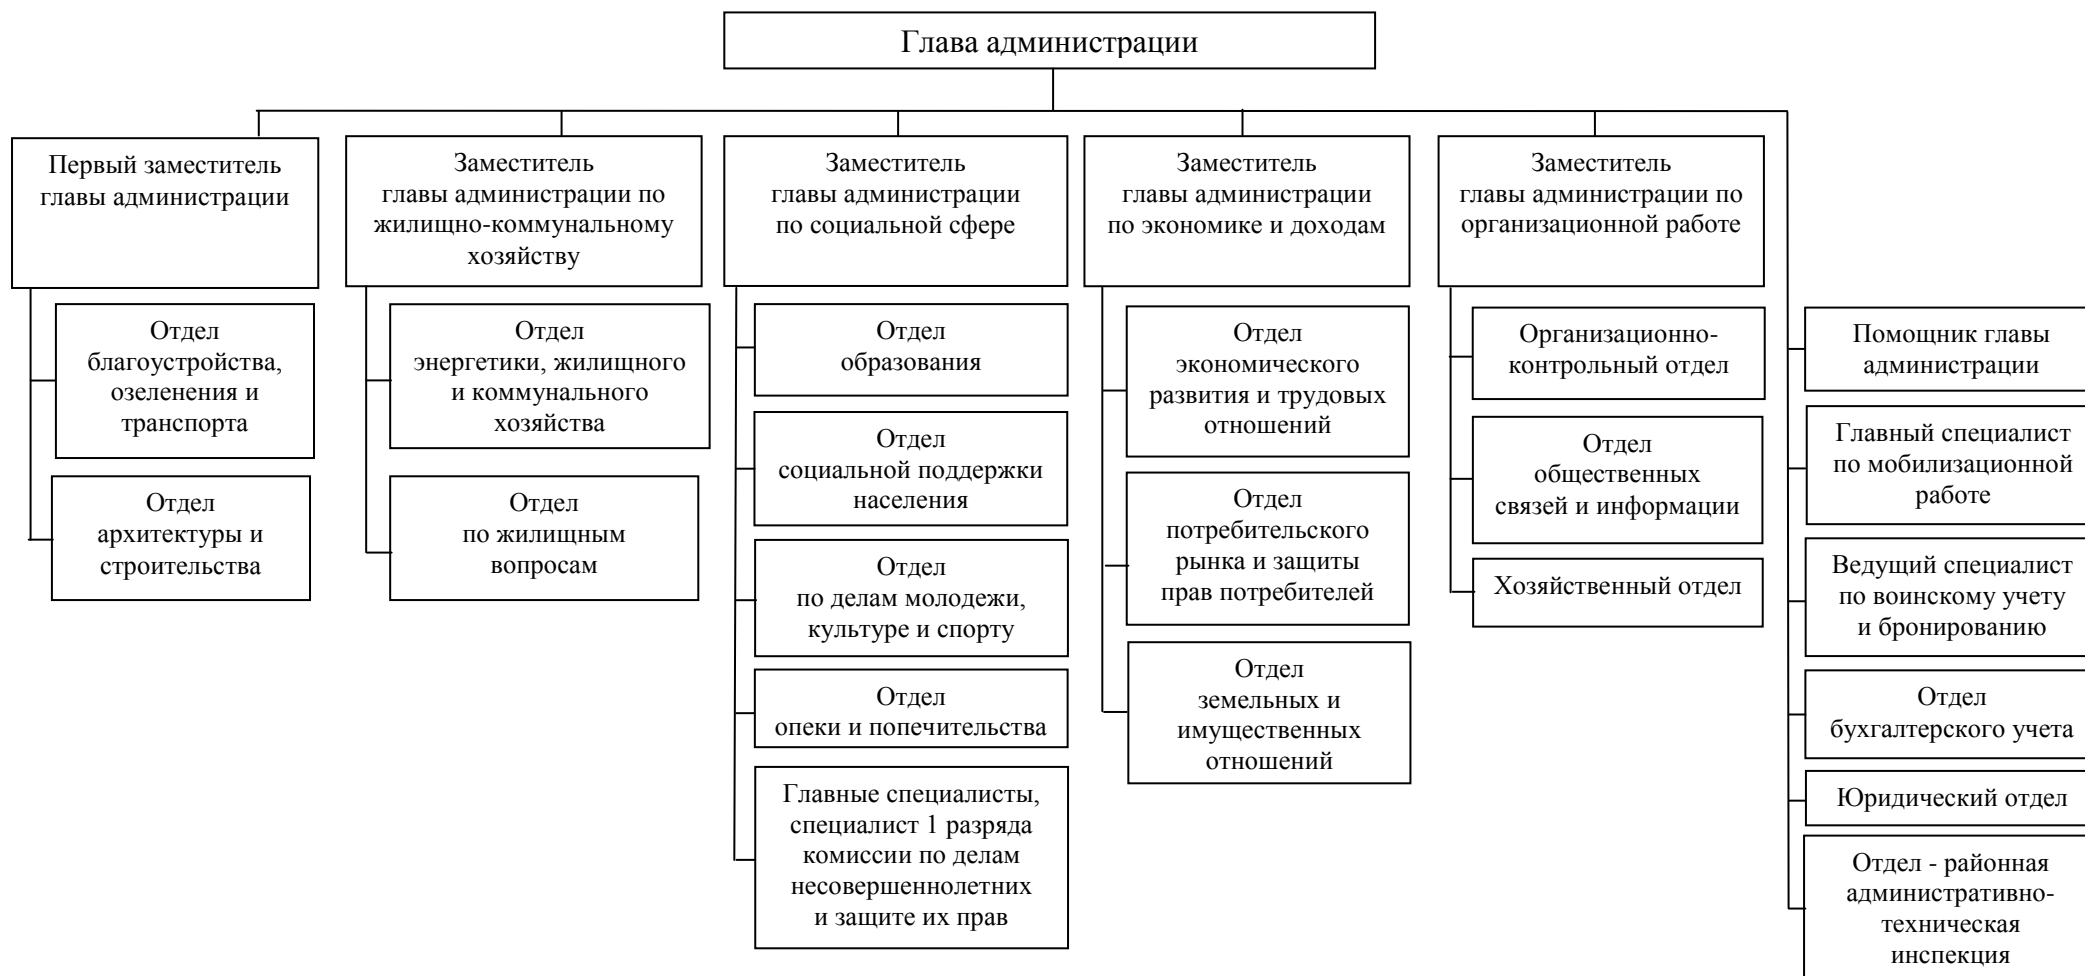 Глава администрации
Первый заместитель
главы администрации
Заместитель
главы администрации по
жилищно-коммунальному
хозяйству
Заместитель
главы администрации
по социальной сфере
Заместитель
главы администрации
по экономике и доходам
Заместитель
главы администрации по
организационной работе
Отдел
благоустройства,
озеленения и
транспорта
Отдел
архитектуры и
строительства
Отдел
энергетики, жилищного
и коммунального
хозяйства
Отдел
по жилищным
вопросам
Отдел
образования
Отдел
социальной поддержки
населения
Отдел
по делам молодежи,
культуре и спорту
Отдел
опеки и попечительства
Главные специалисты,
специалист 1 разряда
комиссии по делам
несовершеннолетних
и защите их прав
Отдел
экономического
развития и трудовых
отношений
Отдел
потребительского
рынка и защиты
прав потребителей
Отдел
земельных и
имущественных
отношений
Организационно-
контрольный отдел
Отдел
общественных
связей и информации
Хозяйственный отдел
Помощник главы
администрации
Главный специалист
по мобилизационной
работе
Ведущий специалист
по воинскому учету
и бронированию
Отдел
бухгалтерского учета
Юридический отдел
Отдел - районная
административно-
техническая
инспекция